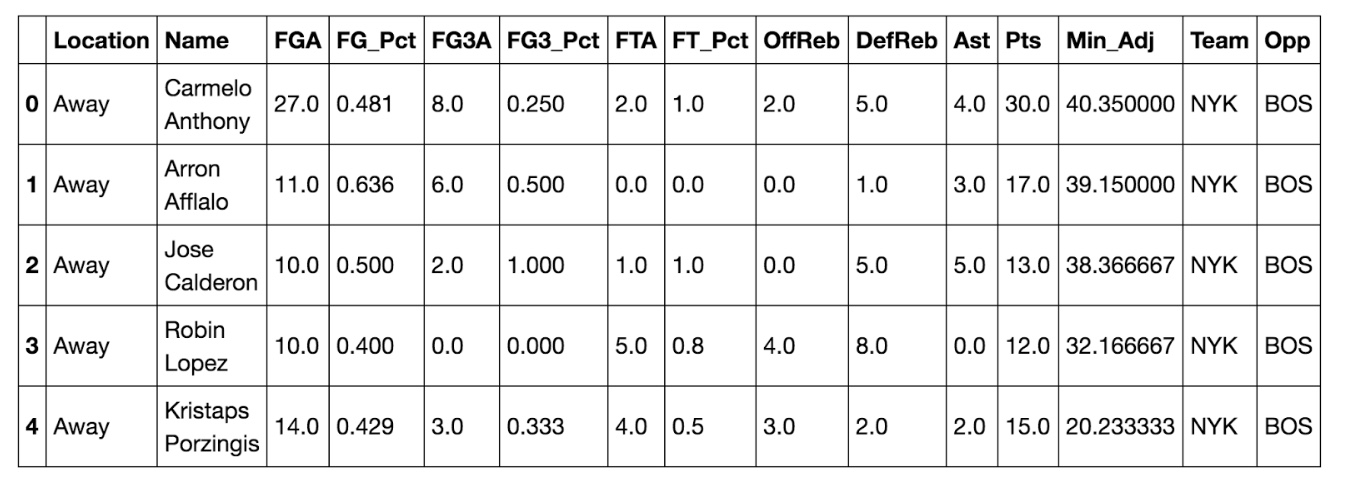 Location Name FGA FG_Pct FG3A FG3_Pct FTA FT_Pct OffReb DefReb Ast Pts Min_Adj Team Opp
0 Away Carmelo Anthony 27.0 0.481 8.0 0.250 2.0 1.0 2.0 5.0 4.0 30.0 40.350000 NYK BOS
1 Away Arron Afflalo 11.0 0.636 6.0 0.500 0.0 0.0 0.0 1.0 3.0 17.0 39.150000 NYK BOS
2 Away Jose Calderon 10.0 0.500 2.0 1.000 1.0 1.0 0.0 5.0 5.0 13.0 38.366667 NYK BOS
3 Away Robin Lopez 10.0 0.400 0.0 0.000 5.0 0.8 4.0 8.0 0.0 12.0 32.166667 NYK BOS
4 Away Kristaps Porzingis 14.0 0.429 3.0 0.333 4.0 0.5 3.0 2.0 2.0 15.0 20.233333 NYK BOS